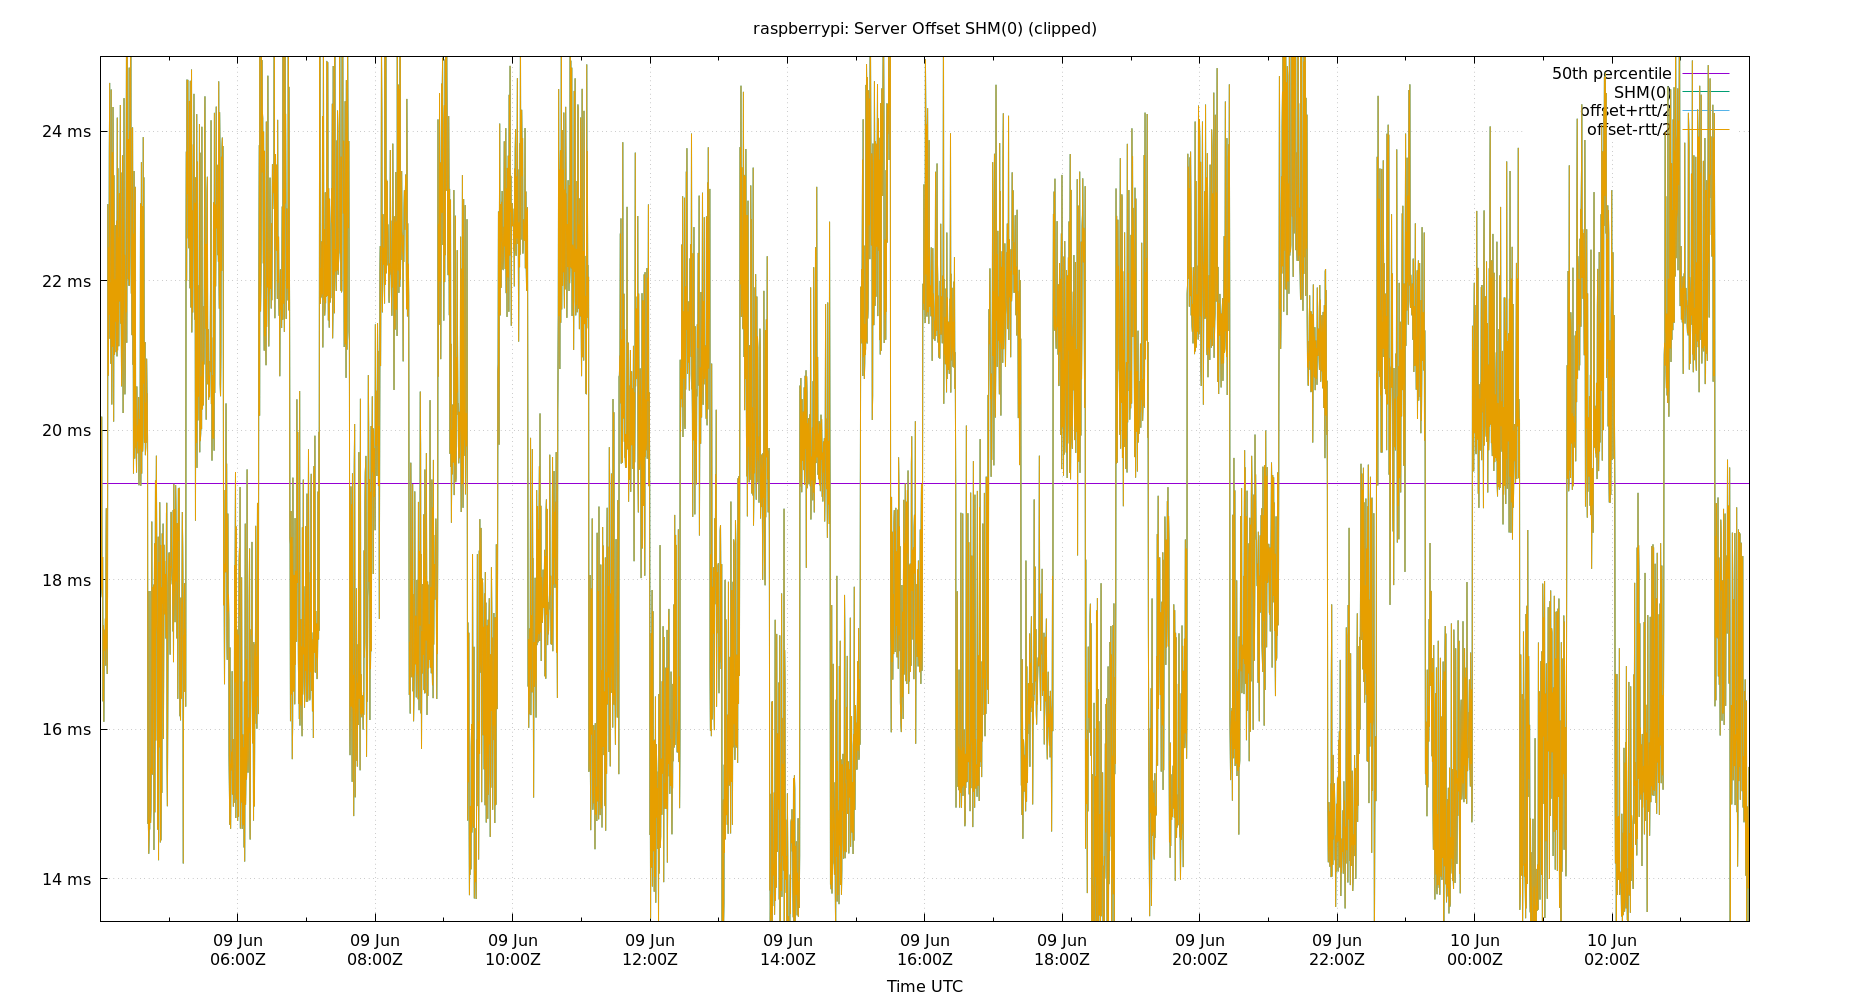 raspberrypi: Server Offset SHM(0) (clipped)
50th percentile
SHM(0)
offset+rtt/2
offset-rtt/2
24 ms
22 ms
20 ms
18 ms
16 ms
14 ms
09 Jun 09 Jun 09 Jun 09 Jun 09 Jun 09 Jun 09 Jun 09 Jun 09 Jun 10 Jun 10 Jun
06:00Z 08:00Z 10:00Z 12:00Z 14:00Z 16:00Z 18:00Z 20:00Z 22:00Z 00:00Z 02:00Z
Time UTC